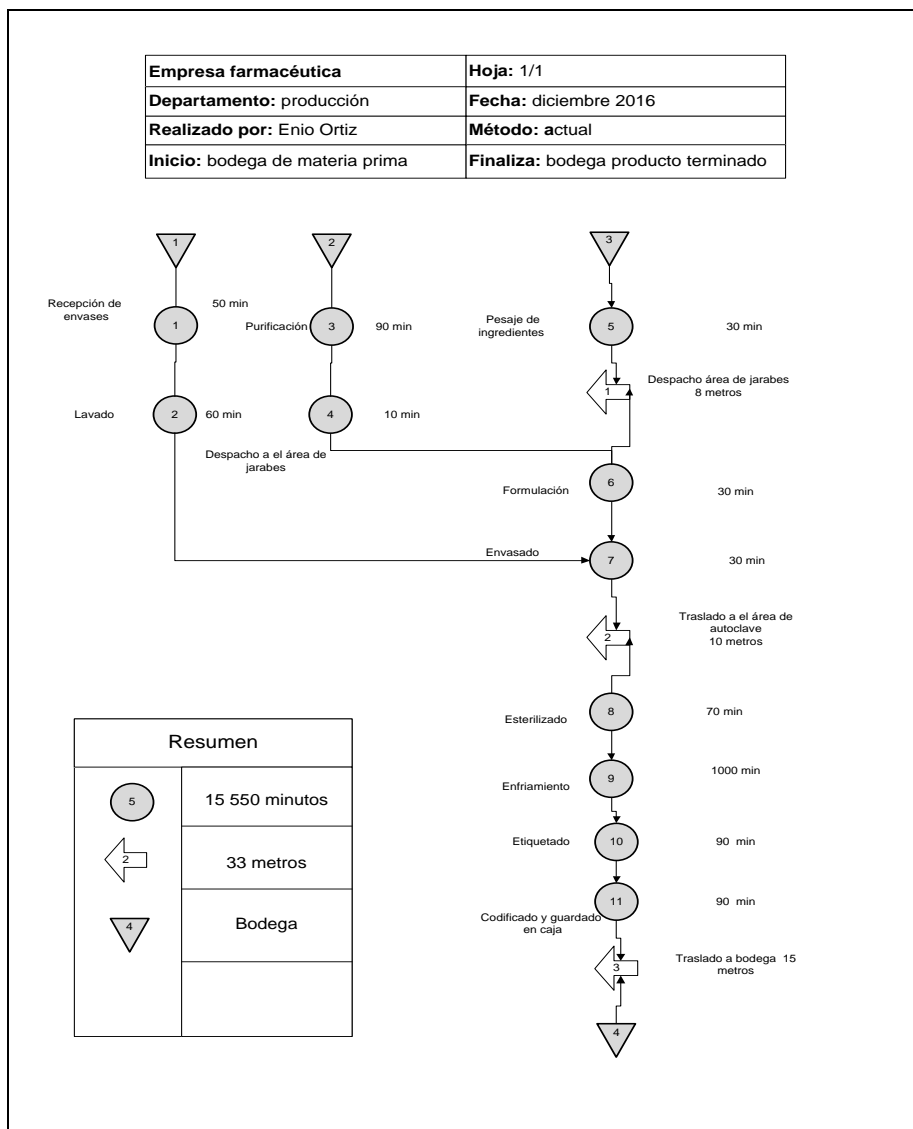 Empresa farmacéutica
Hoja: 1/1
Departamento: producción
Fecha: diciembre 2016
Realizado por: Enio Ortiz
Método: actual
Inicio: bodega de materia prima
Finaliza: bodega producto terminado
1
2
3
Recepción de
envases
50 min
1
Purificación
3
90 min
Pesaje de
ingredientes
5
30 min
1
Despacho área de jarabes
8 metros
Lavado
2
60 min
4
10 min
Despacho a el área de
jarabes
Formulación
6
30 min
Envasado
7
30 min
2
Traslado a el área de
autoclave
10 metros
Esterilizado
8
70 min
Enfriamiento
9
1000 min
Etiquetado
10
90 min
Codificado y guardado
en caja
11
90 min
3
Traslado a bodega 15
metros
4
Resumen
5
15 550 minutos
2
33 metros
4
Bodega